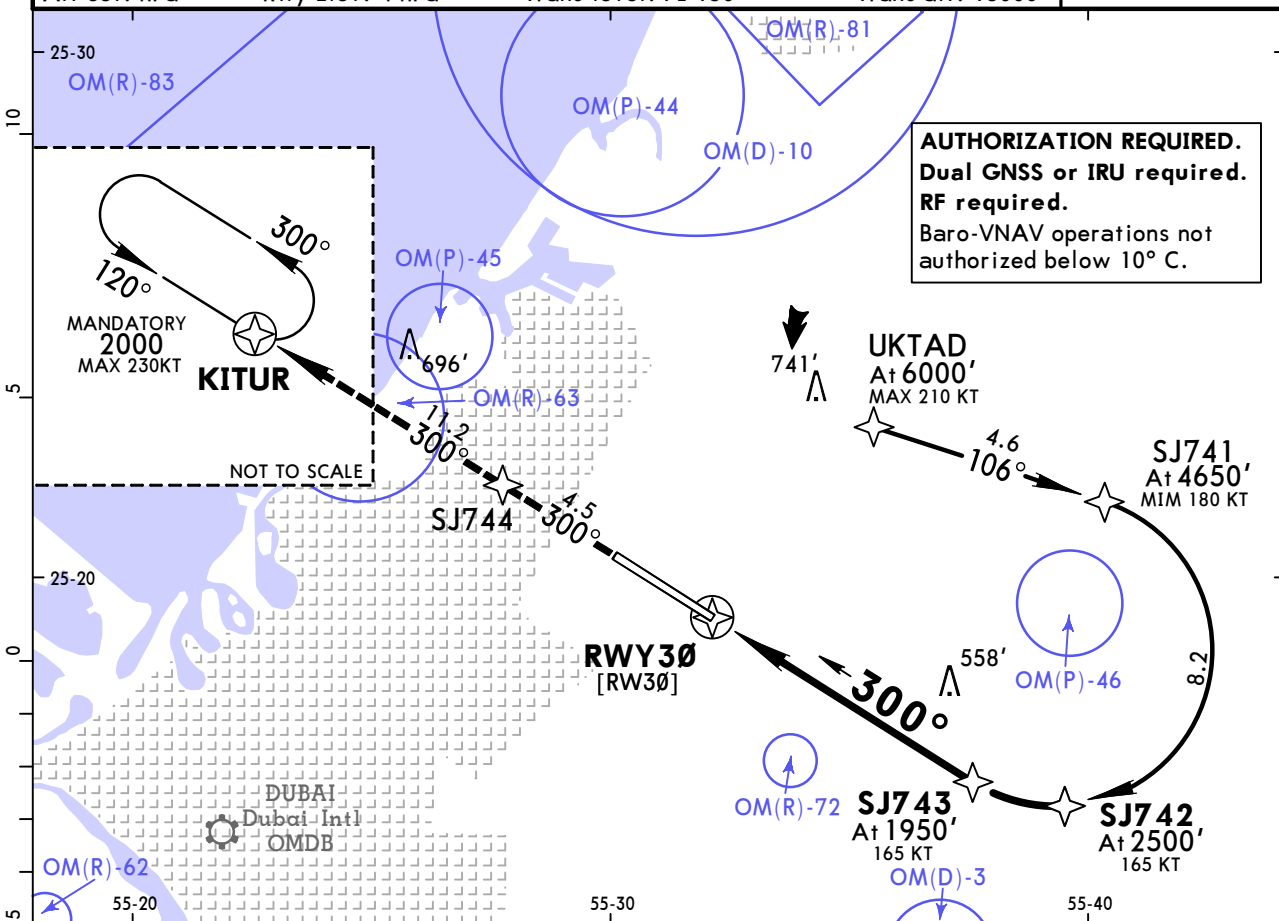 25-30
OM(R)-81
OM(R)-83
OM(P)-44
10
OM(D)-10
AUTHORIZATION REQUIRED.
Dual GNSS or IRU required.
RF required.
Baro-VNAV operations not
authorized below 10° C.
300°
120°
OM(P)-45
MANDATORY
2000
MAX 230KT
KITUR
696'
741'
UKTAD
At 6000'
MAX 210 KT
5
OM(R)-63
11.2
300°
4.6
106°
SJ741
At 4650'
MIM 180 KT
NOT TO SCALE
SJ744
4.5
300°
25-20
0
RWY3Ø
[RW3Ø]
558'
OM(P)-46
8.2
300°
OM(R)-72
SJ743
At 1950'
165 KT
SJ742
At 2500'
165 KT
DUBAI
Dubai Intl
OMDB
OM(R)-62
OM(D)-3
5
55-20
55-30
55-40